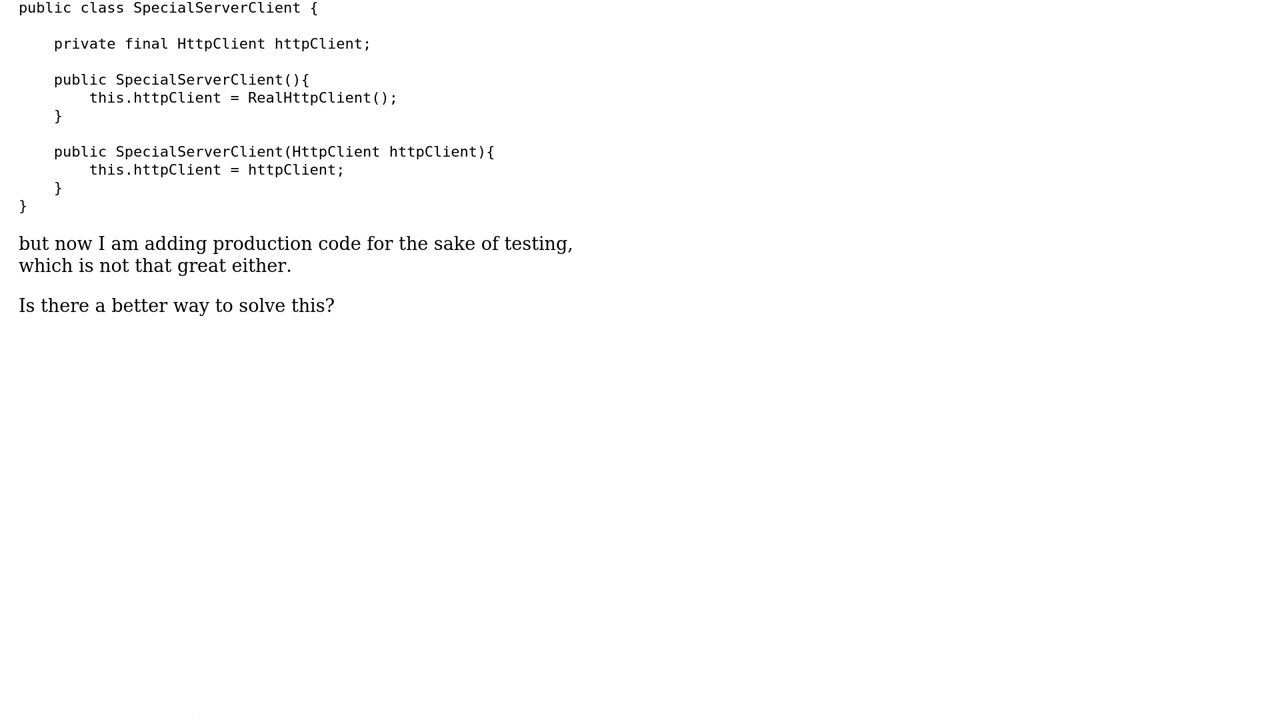 public class SpecialServerClient {
    private final HttpClient httpClient;
    public SpecialServerClient(){
        this.httpClient = RealHttpClient();
    }
    public SpecialServerClient(HttpClient httpClient){
        this.httpClient = httpClient;
    }
}
but now I am adding production code for the sake of testing,
which is not that great either.
Is there a better way to solve this?